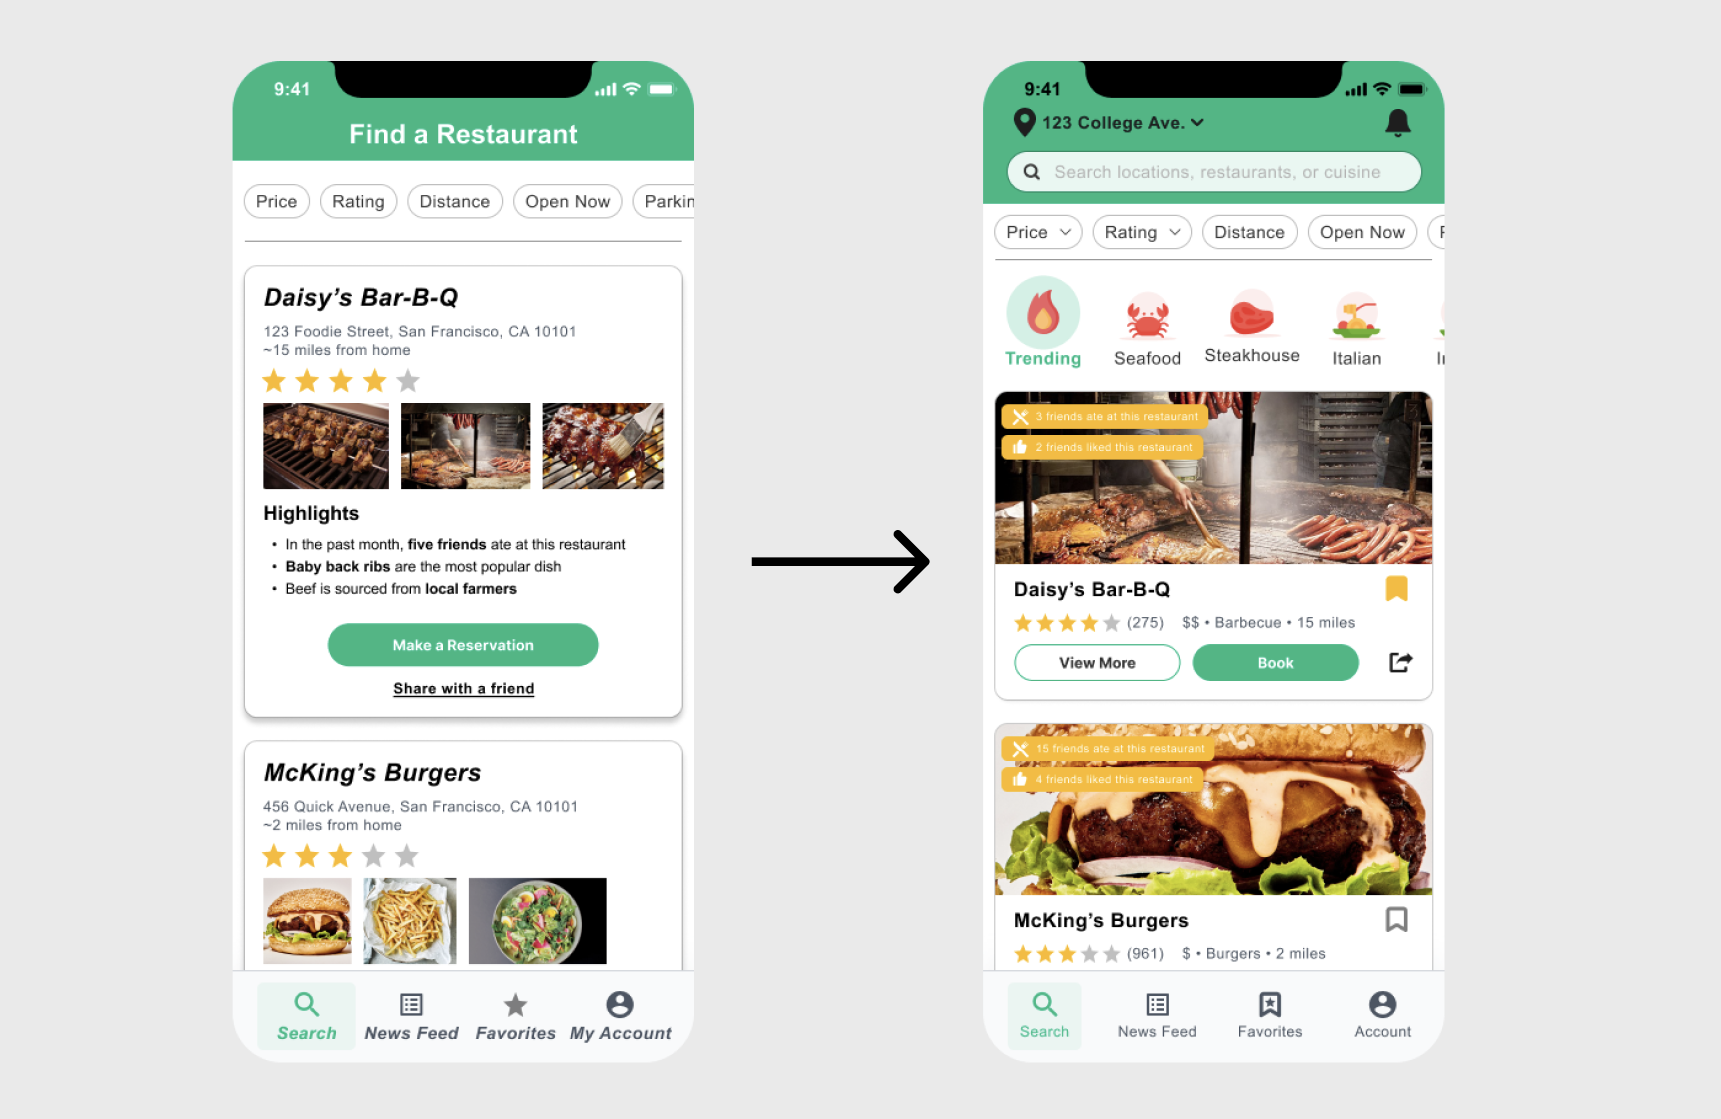 9:41
Find a Restaurant
Price Rating Distance Open Now Parkin
Daisy's Bar-B-Q
123 Foodie Street, San Francisco, CA 10101
~15 miles from home
Highlights
• In the past month, five friends ate at this restaurant
• Baby back ribs are the most popular dish
• Beef is sourced from local farmers
Make a Reservation
Share with a friend
McKing's Burgers
456 Quick Avenue, San Francisco, CA 10101
~2 miles from home
Search News Feed Favorites My Account
9:41
123 College Ave.
Search locations, restaurants, or cuisine
Price Rating Distance Open Now
Trending Seafood Steakhouse Italian
3 friends ate at this restaurant
2 friends liked this restaurant
Daisy's Bar-B-Q
(275) $$ • Barbecue • 15 miles
View More Book
15 friends ate at this restaurant
4 friends liked this restaurant
McKing's Burgers
(961) $ • Burgers • 2 miles
Search News Feed Favorites Account